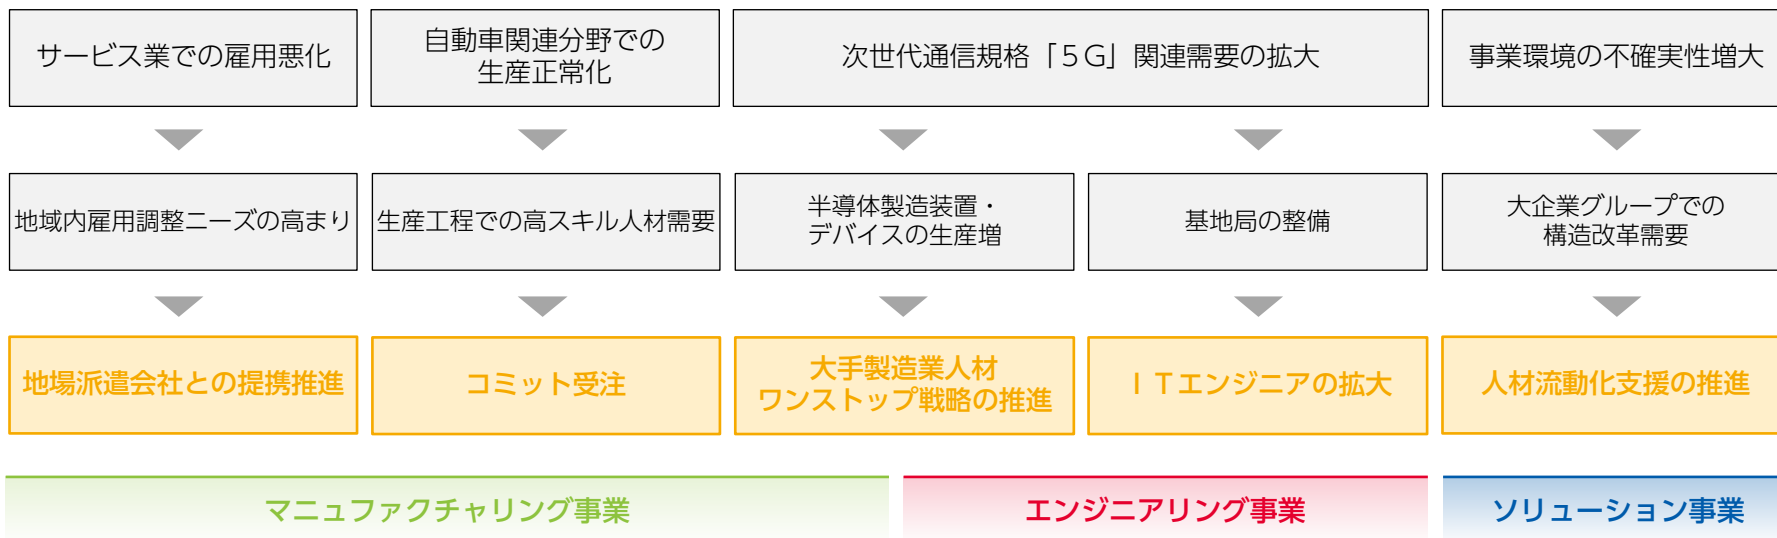 サービス業での雇用悪化
自動車関連分野での
生産正常化
次世代通信規格「5G」関連需要の拡大
事業環境の不確実性増大
地域内雇用調整ニーズの高まり
生産工程での高スキル人材需要
半導体製造装置・
デバイスの生産増
基地局の整備
大企業グループでの
構造改革需要
地場派遣会社との提携推進
コミット受注
大手製造業人材
ワンストップ戦略の推進
ITエンジニアの拡大
人材流動化支援の推進
マニュファクチャリング事業
エンジニアリング事業
ソリューション事業